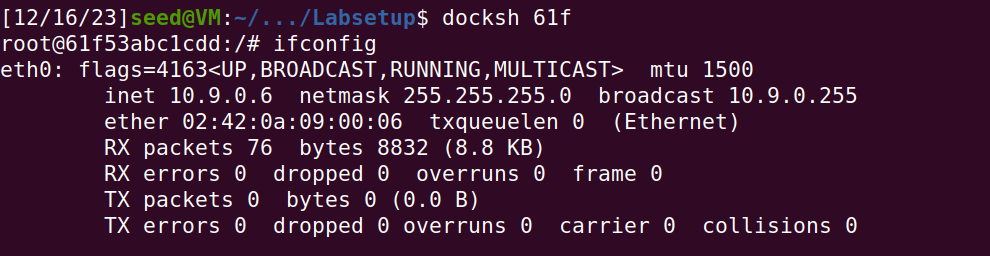 [12/16/23]seed@VM:~/.../Labsetup$ docksh 61f
root@61f53abc1cdd:/# ifconfig
eth0: flags=4163<UP,BROADCAST,RUNNING,MULTICAST>  mtu 1500
        inet 10.9.0.6  netmask 255.255.255.0  broadcast 10.9.0.255
        ether 02:42:0a:09:00:06  txqueuelen 0  (Ethernet)
        RX packets 76  bytes 8832 (8.8 KB)
        RX errors 0  dropped 0  overruns 0  frame 0
        TX packets 0  bytes 0 (0.0 B)
        TX errors 0  dropped 0 overruns 0  carrier 0  collisions 0